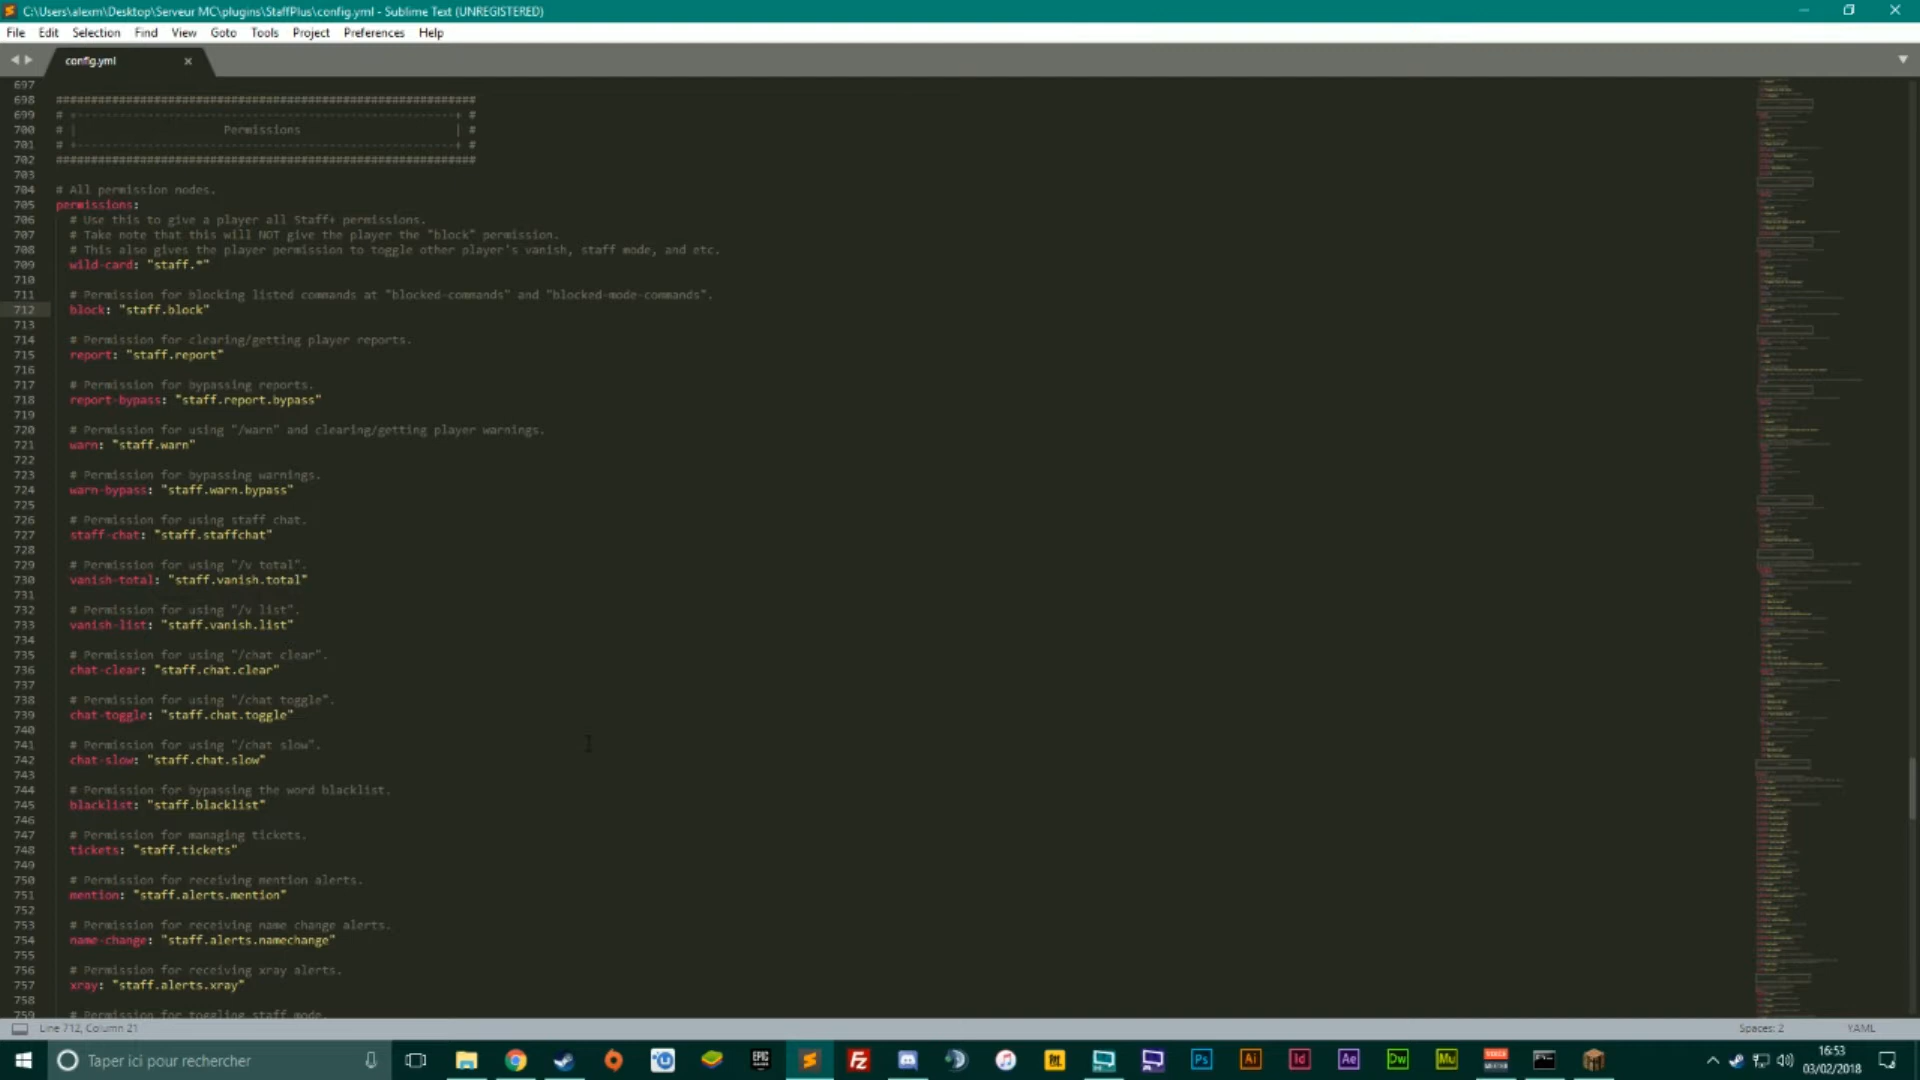 C:\Users\alexm\Desktop\Serveur MC\plugins\StaffPlus\config.yml - Sublime Text (UNREGISTERED)
File Edit Selection Find View Goto Tools Project Preferences Help
config.yml
697
698 ############################################################
699 # +------------------------------------------------------+ #
700 # | Permissions | #
701 # +------------------------------------------------------+ #
702 ############################################################
703
704 # All permission nodes.
705 permissions:
706 # Use this to give a player all Staff+ permissions.
707 # Take note that this will NOT give the player the "block" permission.
708 # This also gives the player permission to toggle other player's vanish, staff mode, and etc.
709 wild-card: "staff.*"
710
711 # Permission for blocking listed commands at "blocked-commands" and "blocked-mode-commands".
712 block: "staff.block"
713
714 # Permission for clearing/getting player reports.
715 report: "staff.report"
716
717 # Permission for bypassing reports.
718 report-bypass: "staff.report.bypass"
719
720 # Permission for using "/warn" and clearing/getting player warnings.
721 warn: "staff.warn"
722
723 # Permission for bypassing warnings.
724 warn-bypass: "staff.warn.bypass"
725
726 # Permission for using staff chat.
727 staff-chat: "staff.staffchat"
728
729 # Permission for using "/v total".
730 vanish-total: "staff.vanish.total"
731
732 # Permission for using "/v list".
733 vanish-list: "staff.vanish.list"
734
735 # Permission for using "/chat clear".
736 chat-clear: "staff.chat.clear"
737
738 # Permission for using "/chat toggle".
739 chat-toggle: "staff.chat.toggle"
740
741 # Permission for using "/chat slow".
742 chat-slow: "staff.chat.slow"
743
744 # Permission for bypassing the word blacklist.
745 blacklist: "staff.blacklist"
746
747 # Permission for managing tickets.
748 tickets: "staff.tickets"
749
750 # Permission for receiving mention alerts.
751 mention: "staff.alerts.mention"
752
753 # Permission for receiving name change alerts.
754 name-change: "staff.alerts.namechange"
755
756 # Permission for receiving xray alerts.
757 xray: "staff.alerts.xray"
758
759 # Permission for toggling staff mode.
Line 712, Column 21 Spaces: 2 YAML
Taper ici pour rechercher
EPIC GAMES
Fz
Ps
Ai
Id
Ae
Dw
Mu
16:53
03/02/2018